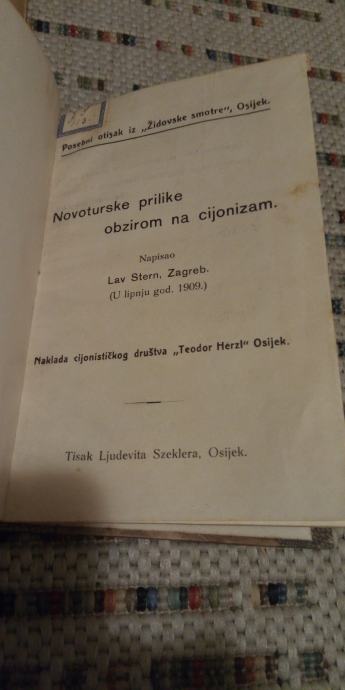 Posebni otisak iz „Židovske smotre”, Osijek.
Novoturske prilike
obzirom na cijonizam.
Napisao
Lav Stern, Zagreb.
(U lipnju god. 1909.)
Naklada cijonističkog društva „Teodor Herzl” Osijek.
Tisak Ljudevita Szeklera, Osijek.